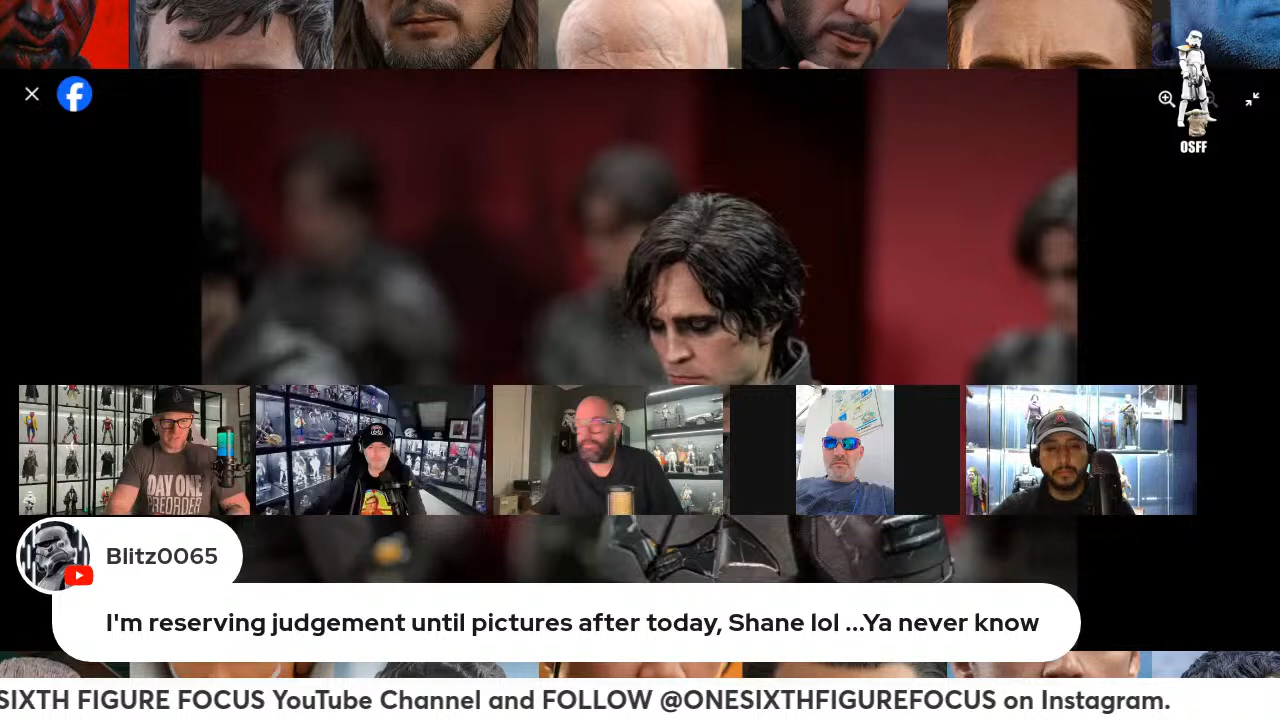 OSFF
DAY ONE
PREORDER
Blitz0065
I'm reserving judgement until pictures after today, Shane lol ...Ya never know
SIXTH FIGURE FOCUS YouTube Channel and FOLLOW @ONESIXTHFIGUREFOCUS on Instagram.